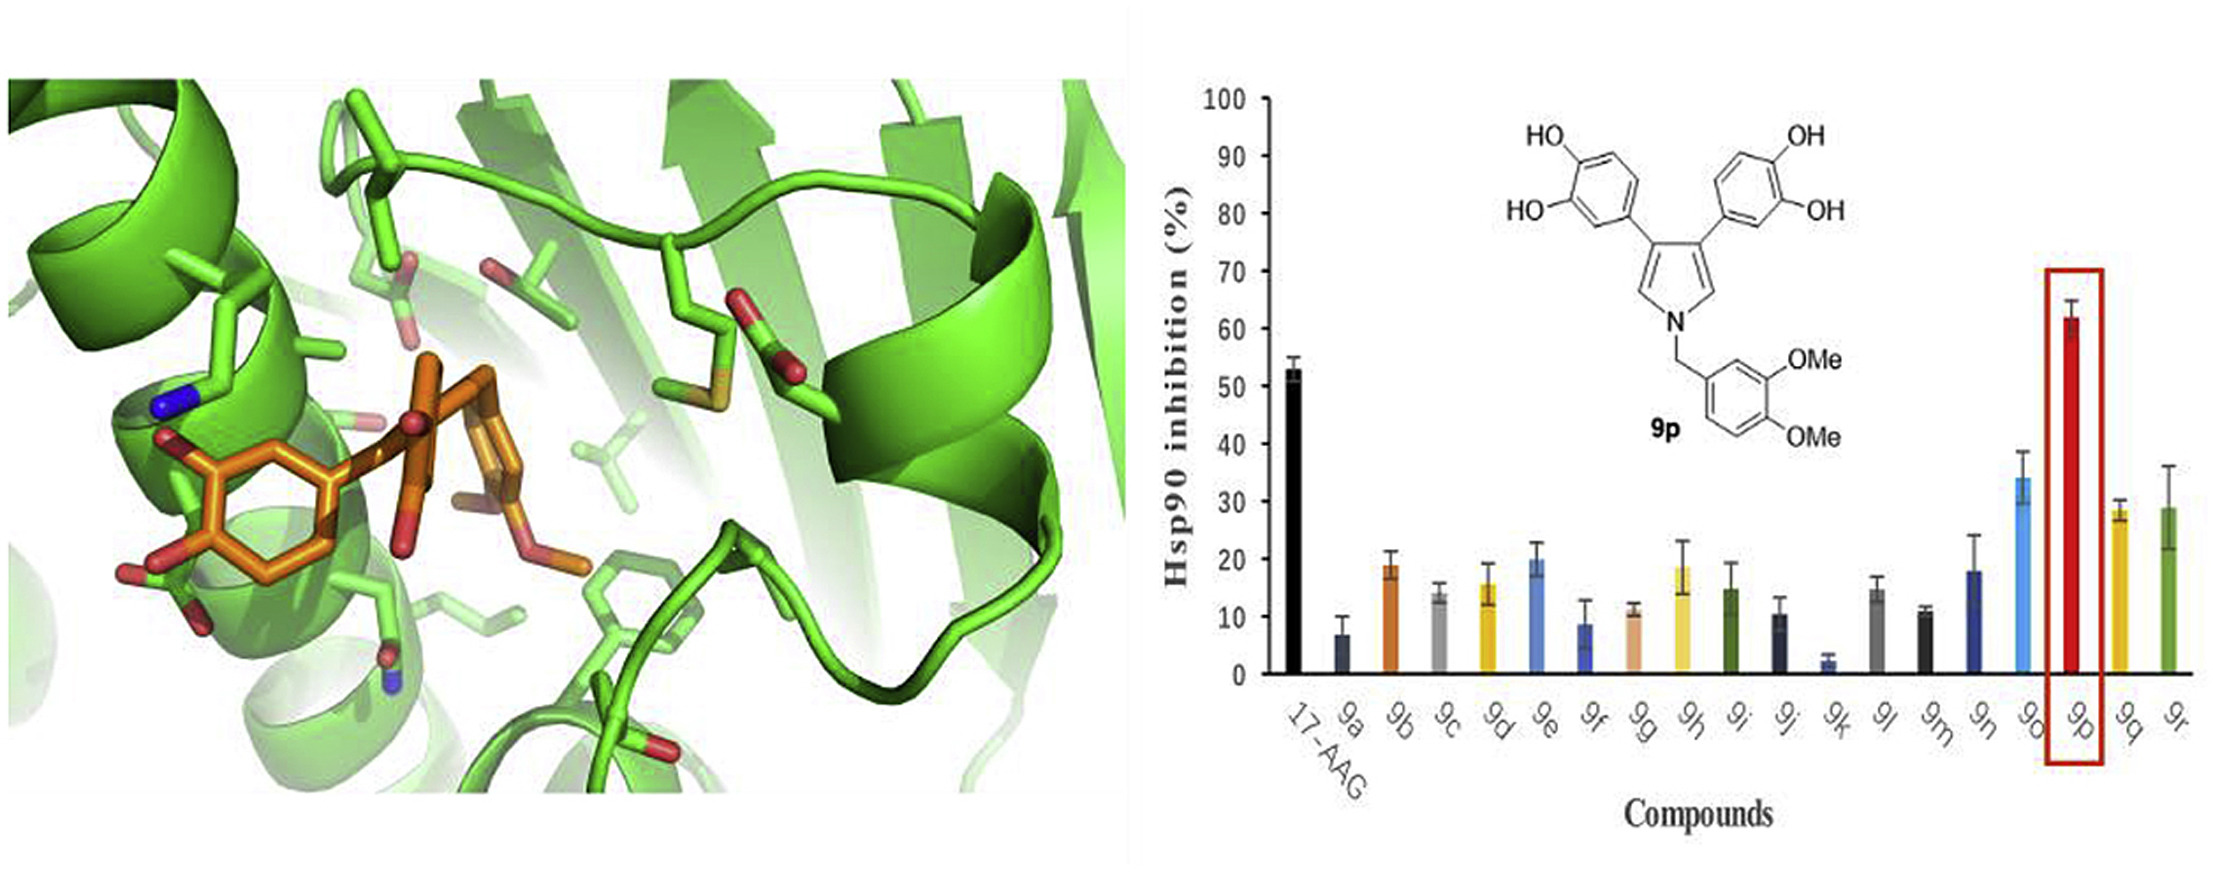 Hsp90 inhibition (%)
100
90
80
70
60
50
40
30
20
10
0
HO
OH
HO
OH
N
OMe
OMe
9p
17-AAG
9a
9b
9c
9d
9e
9f
9g
9h
9i
9j
9k
9l
9m
9n
9o
9p
9q
9r
Compounds